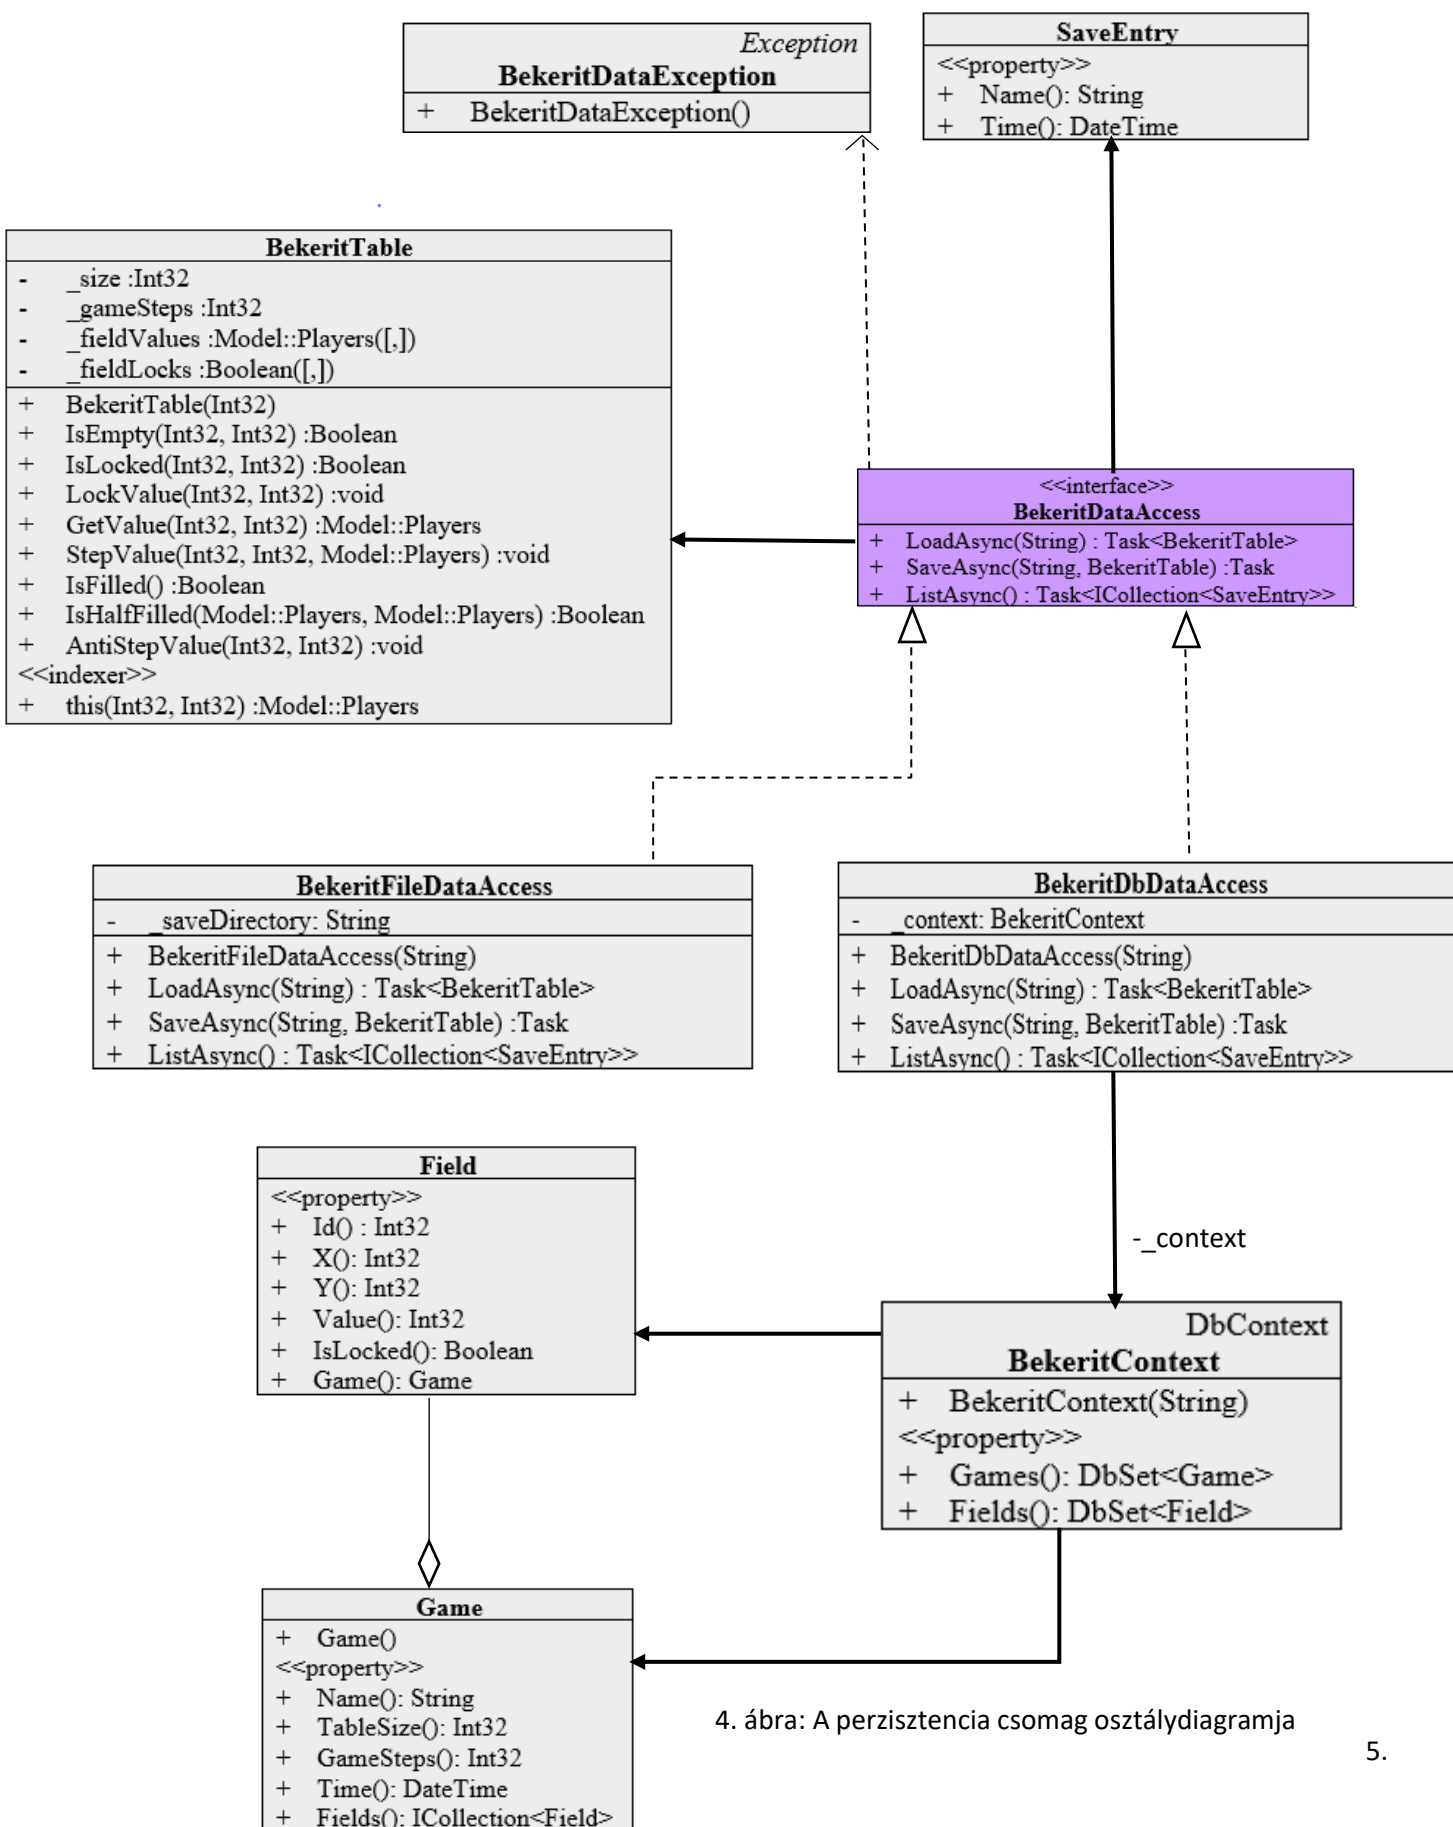 Exception
BekeritDataException
+ BekeritDataException()
SaveEntry
<<property>>
+ Name(): String
+ Time(): DateTime
BekeritTable
- _size :Int32
- _gameSteps :Int32
- _fieldValues :Model::Players([,])
- _fieldLocks :Boolean([,])
+ BekeritTable(Int32)
+ IsEmpty(Int32, Int32) :Boolean
+ IsLocked(Int32, Int32) :Boolean
+ LockValue(Int32, Int32) :void
+ GetValue(Int32, Int32) :Model::Players
+ StepValue(Int32, Int32, Model::Players) :void
+ IsFilled() :Boolean
+ IsHalfFilled(Model::Players, Model::Players) :Boolean
+ AntiStepValue(Int32, Int32) :void
<<indexer>>
+ this(Int32, Int32) :Model::Players
<<interface>>
BekeritDataAccess
+ LoadAsync(String) : Task<BekeritTable>
+ SaveAsync(String, BekeritTable) :Task
+ ListAsync() : Task<ICollection<SaveEntry>>
BekeritFileDataAccess
- _saveDirectory: String
+ BekeritFileDataAccess(String)
+ LoadAsync(String) : Task<BekeritTable>
+ SaveAsync(String, BekeritTable) :Task
+ ListAsync() : Task<ICollection<SaveEntry>>
BekeritDbDataAccess
- _context: BekeritContext
+ BekeritDbDataAccess(String)
+ LoadAsync(String) : Task<BekeritTable>
+ SaveAsync(String, BekeritTable) :Task
+ ListAsync() : Task<ICollection<SaveEntry>>
Field
<<property>>
+ Id() : Int32
+ X(): Int32
+ Y(): Int32
+ Value(): Int32
+ IsLocked(): Boolean
+ Game(): Game
-_context
DbContext
BekeritContext
+ BekeritContext(String)
<<property>>
+ Games(): DbSet<Game>
+ Fields(): DbSet<Field>
Game
+ Game()
<<property>>
+ Name(): String
+ TableSize(): Int32
+ GameSteps(): Int32
+ Time(): DateTime
+ Fields(): ICollection<Field>
4. ábra: A perzisztencia csomag osztálydiagramja
5.